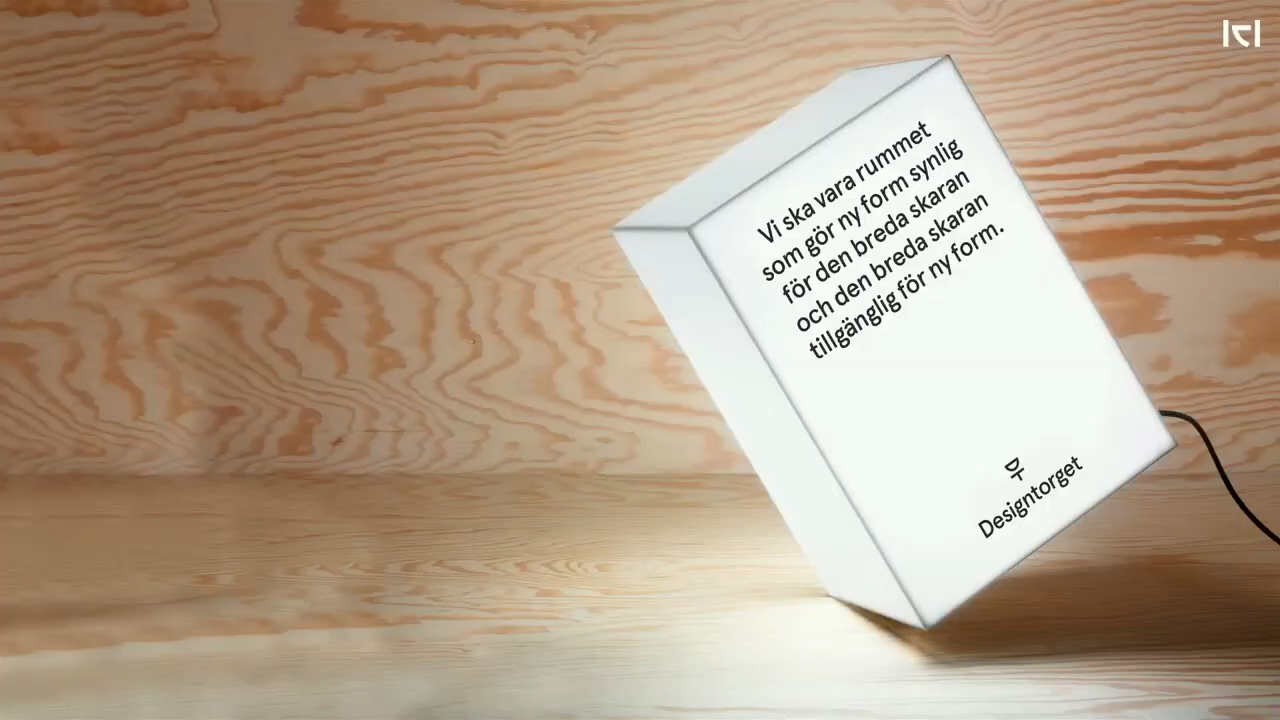 Vi ska vara rummet
som gör ny form synlig
för den breda skaran
och den breda skaran
tillgänglig för ny form.
Designtorget